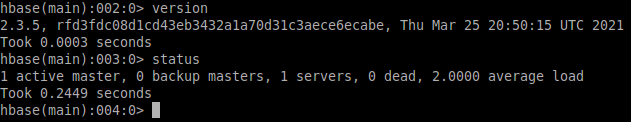 hbase(main):002:0> version
2.3.5, rfd3fdc08d1cd43eb3432a1a70d31c3aece6ecabe, Thu Mar 25 20:50:15 UTC 2021
Took 0.0003 seconds
hbase(main):003:0> status
1 active master, 0 backup masters, 1 servers, 0 dead, 2.0000 average load
Took 0.2449 seconds
hbase(main):004:0>